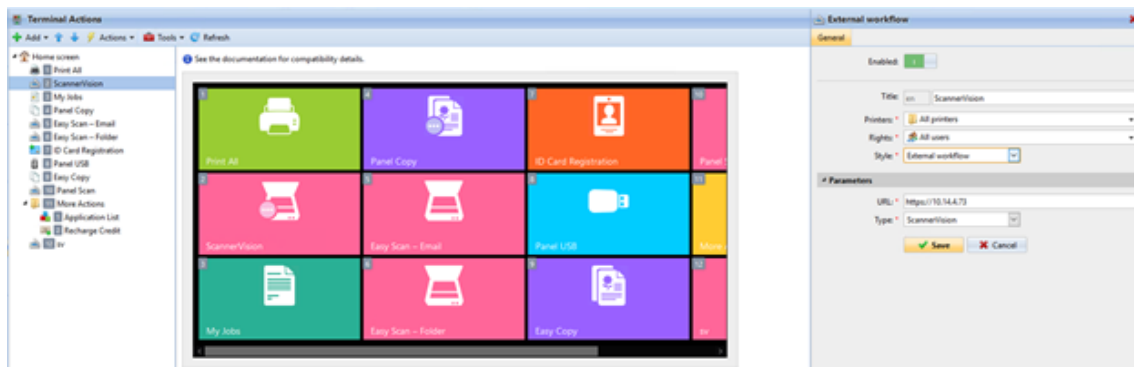 Terminal Actions
Add
Actions
Tools
Refresh
Home screen
Print All
ScannerVision
My Jobs
Panel Copy
Easy Scan – Email
Easy Scan – Folder
ID Card Registration
Panel USB
Easy Copy
Panel Scan
More Actions
Application List
Recharge Credit
sv
See the documentation for compatibility details.
1
Print All
4
Panel Copy
7
ID Card Registration
10
Panel S
2
ScannerVision
5
Easy Scan – Email
8
Panel USB
11
More
3
My Jobs
6
Easy Scan – Folder
9
Easy Copy
12
sv
External workflow
General
Enabled:
Title: en ScannerVision
Printers: * All printers
Rights: * All users
Style: * External workflow
Parameters
URL: * https://10.14.4.73
Type: * ScannerVision
Save Cancel